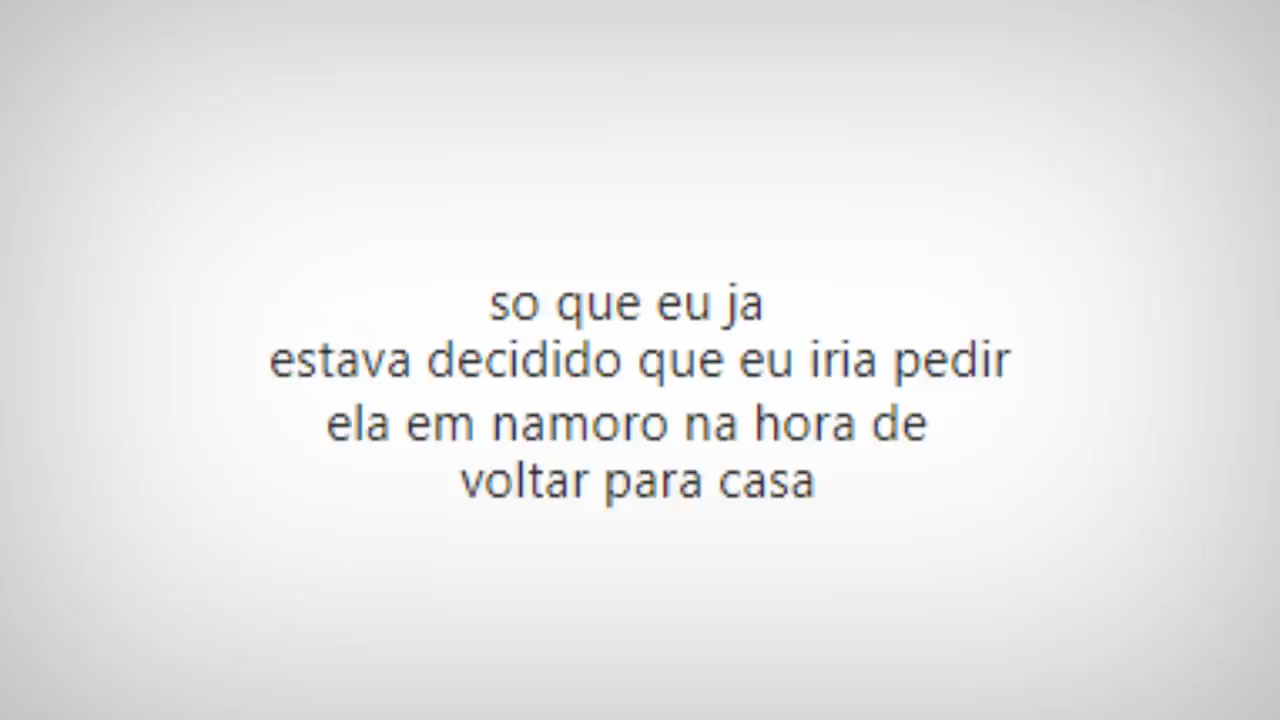 so que eu ja
estava decidido que eu iria pedir
ela em namoro na hora de
voltar para casa